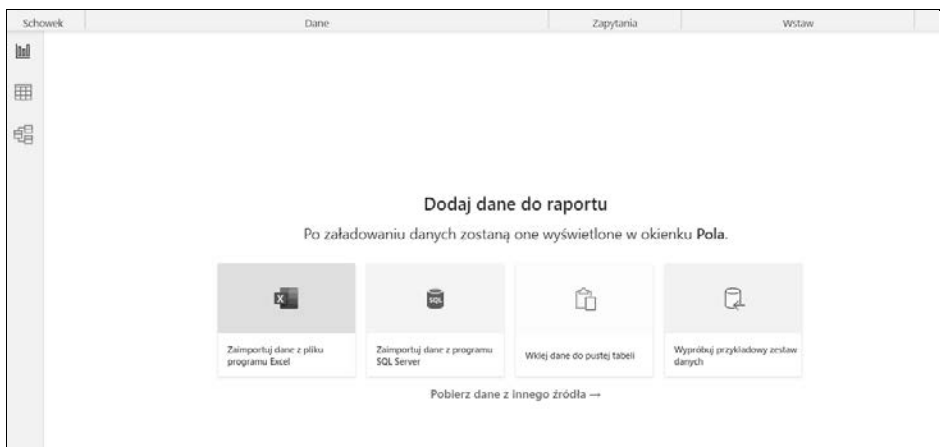 Schowek Dane Zapytania Wstaw
Dodaj dane do raportu
Po załadowaniu danych zostaną one wyświetlone w okienku Pola.
X SQL
Zaimportuj dane z pliku
programu Excel
Zaimportuj dane z programu
SQL Server
Wklej dane do pustej tabeli
Wypróbuj przykładowy zestaw
danych
Pobierz dane z innego źródła →